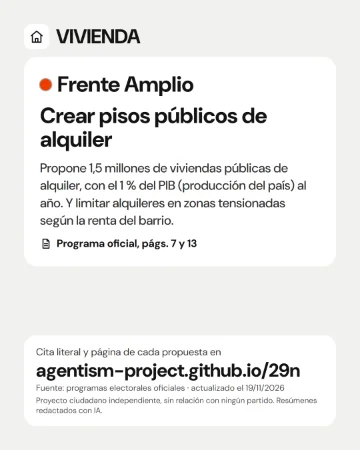 VIVIENDA
Frente Amplio
Crear pisos públicos de
alquiler
Propone 1,5 millones de viviendas públicas de
alquiler, con el 1 % del PIB (producción del país) al
año. Y limitar alquileres en zonas tensionadas
según la renta del barrio.
Programa oficial, págs. 7 y 13
Cita literal y página de cada propuesta en
agentism-project.github.io/29n
Fuente: programas electorales oficiales · actualizado el 19/11/2026
Proyecto ciudadano independiente, sin relación con ningún partido. Resúmenes
redactados con IA.